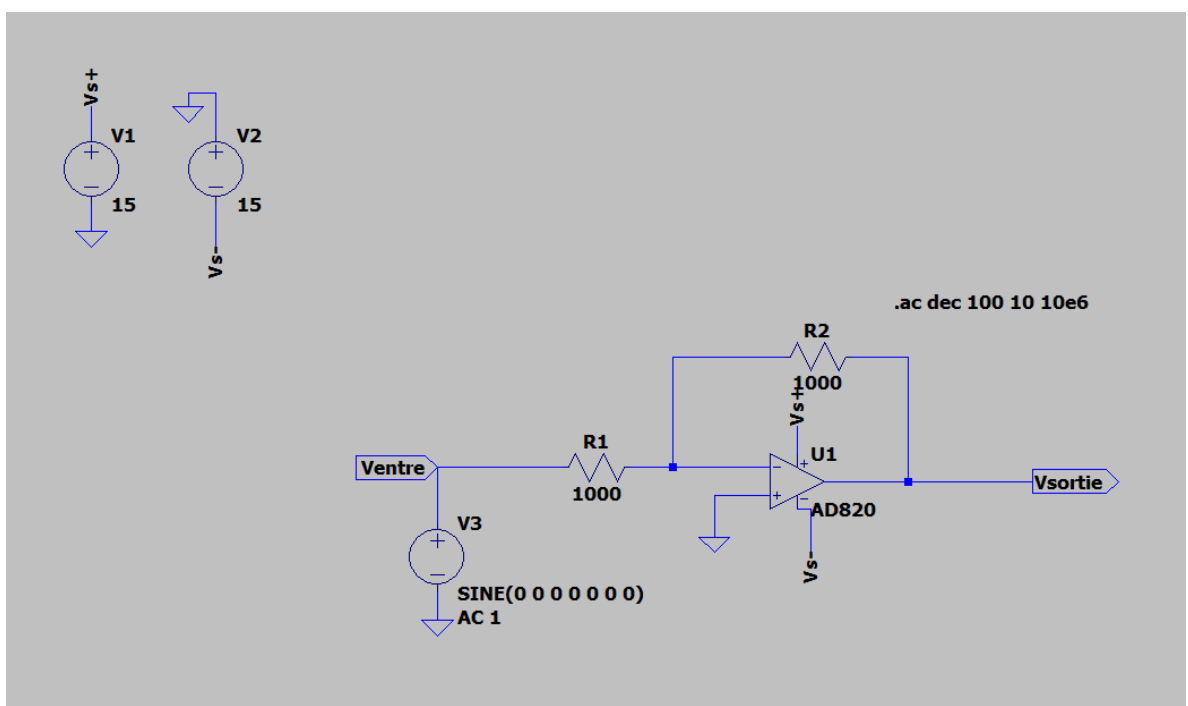 Vs+
V1
V2
15
15
Vs-
.ac dec 100 10 10e6
R2
1000
Vs+
R1
U1
Ventre
1000
Vsortie
AD820
V3
Vs-
SINE(0 0 0 0 0 0 0)
AC 1